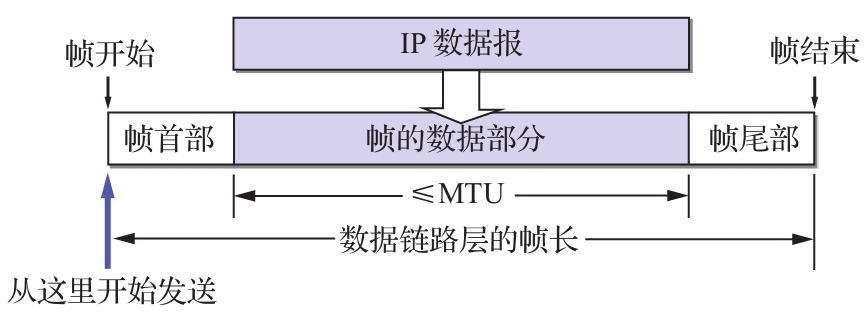 IP 数据报
帧开始
帧结束
帧首部
帧的数据部分
帧尾部
≤MTU
数据链路层的帧长
从这里开始发送